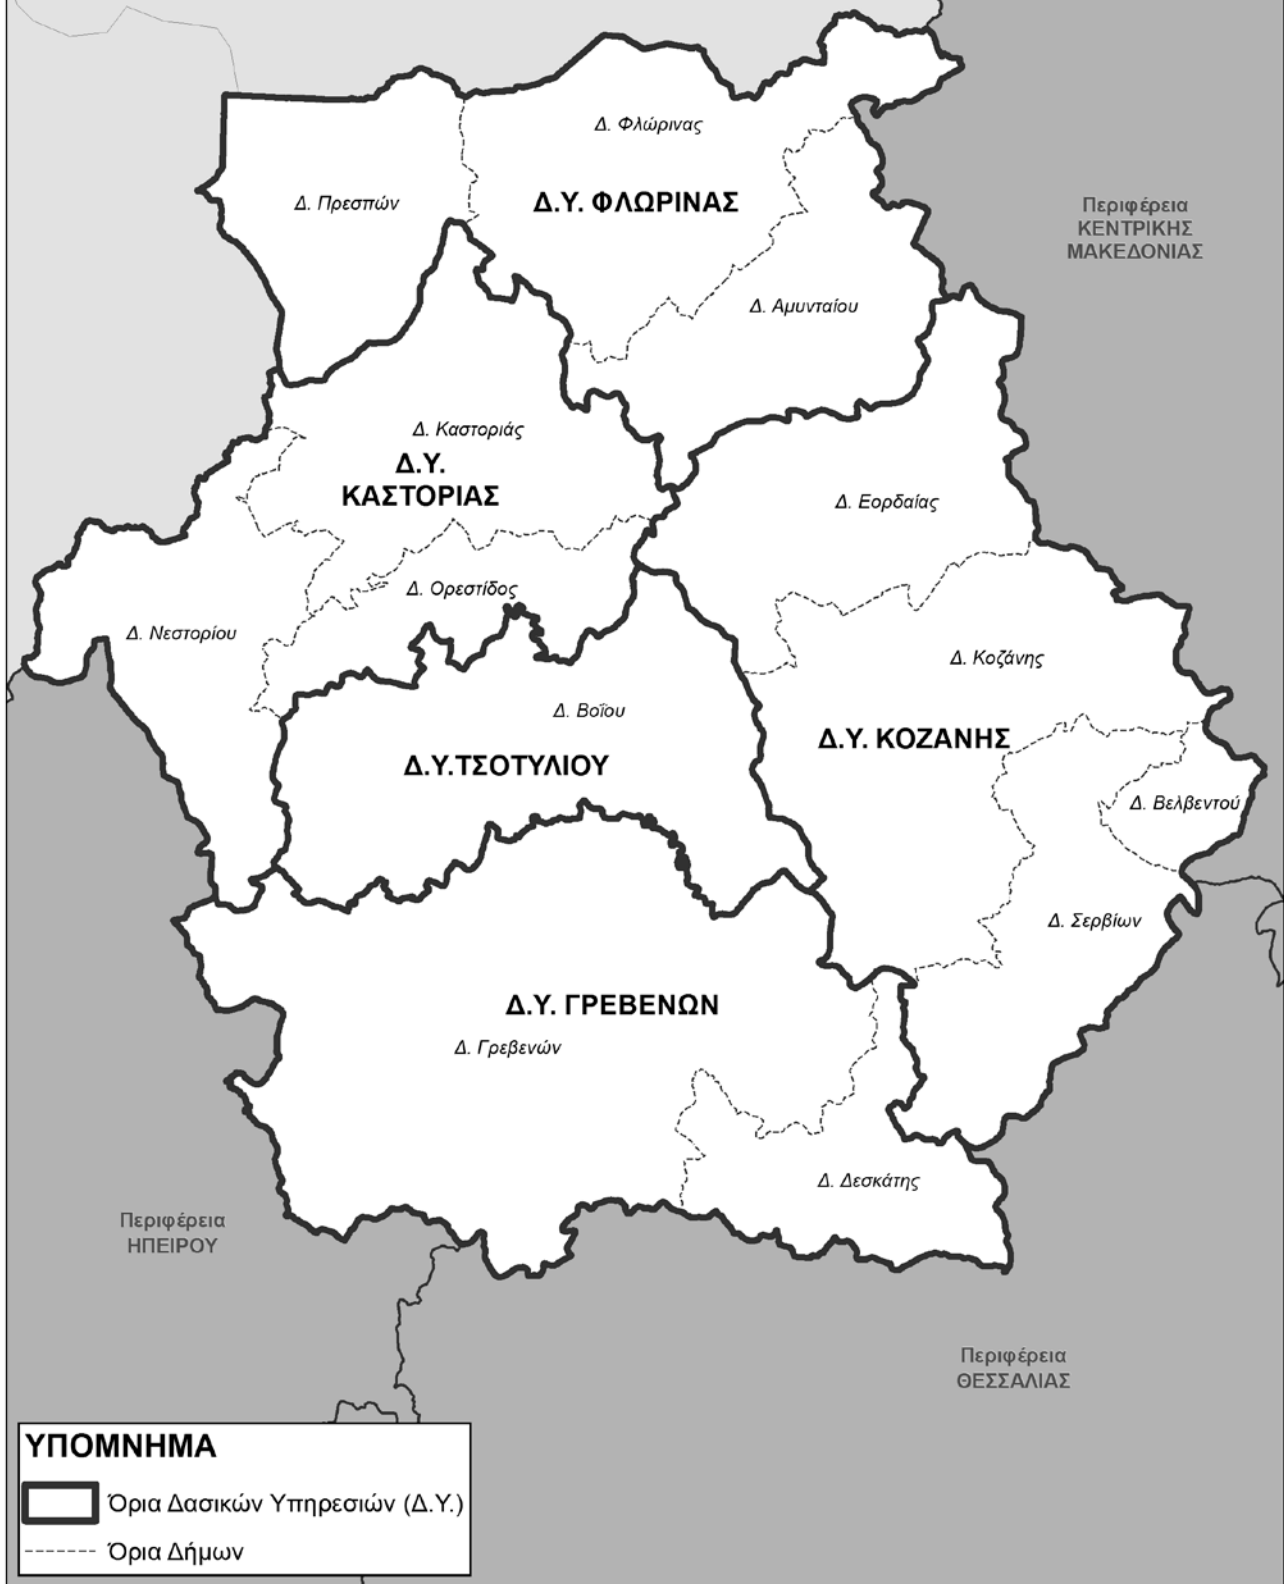 Δ. Φλώρινας
Δ. Πρεσπών
Δ.Υ. ΦΛΩΡΙΝΑΣ
Περιφέρεια
ΚΕΝΤΡΙΚΗΣ
ΜΑΚΕΔΟΝΙΑΣ
Δ. Αμυνταίου
Δ. Καστοριάς
Δ.Υ.
ΚΑΣΤΟΡΙΑΣ
Δ. Εορδαίας
Δ. Ορεστίδος
Δ. Νεστορίου
Δ. Κοζάνης
Δ. Βοΐου
Δ.Υ. ΚΟΖΑΝΗΣ
Δ.Υ.ΤΣΟΤΥΛΙΟΥ
Δ. Βελβεντού
Δ. Σερβίων
Δ.Υ. ΓΡΕΒΕΝΩΝ
Δ. Γρεβενών
Δ. Δεσκάτης
Περιφέρεια
ΗΠΕΙΡΟΥ
Περιφέρεια
ΘΕΣΣΑΛΙΑΣ
ΥΠΟΜΝΗΜΑ
Όρια Δασικών Υπηρεσιών (Δ.Υ.)
Όρια Δήμων